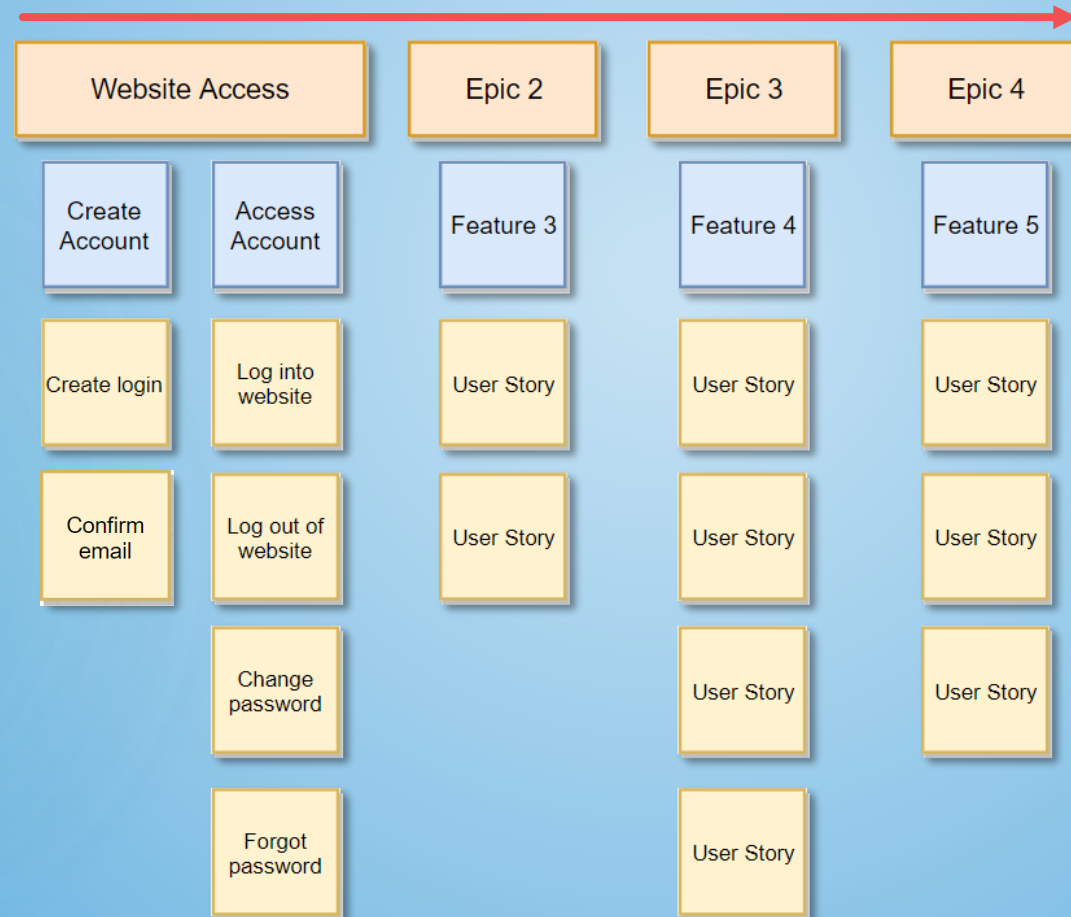 Website Access
Epic 2
Epic 3
Epic 4
Create
Account
Access
Account
Feature 3
Feature 4
Feature 5
Create login
Log into
website
User Story
User Story
User Story
Confirm
email
Log out of
website
User Story
User Story
User Story
Change
password
User Story
User Story
Forgot
password
User Story